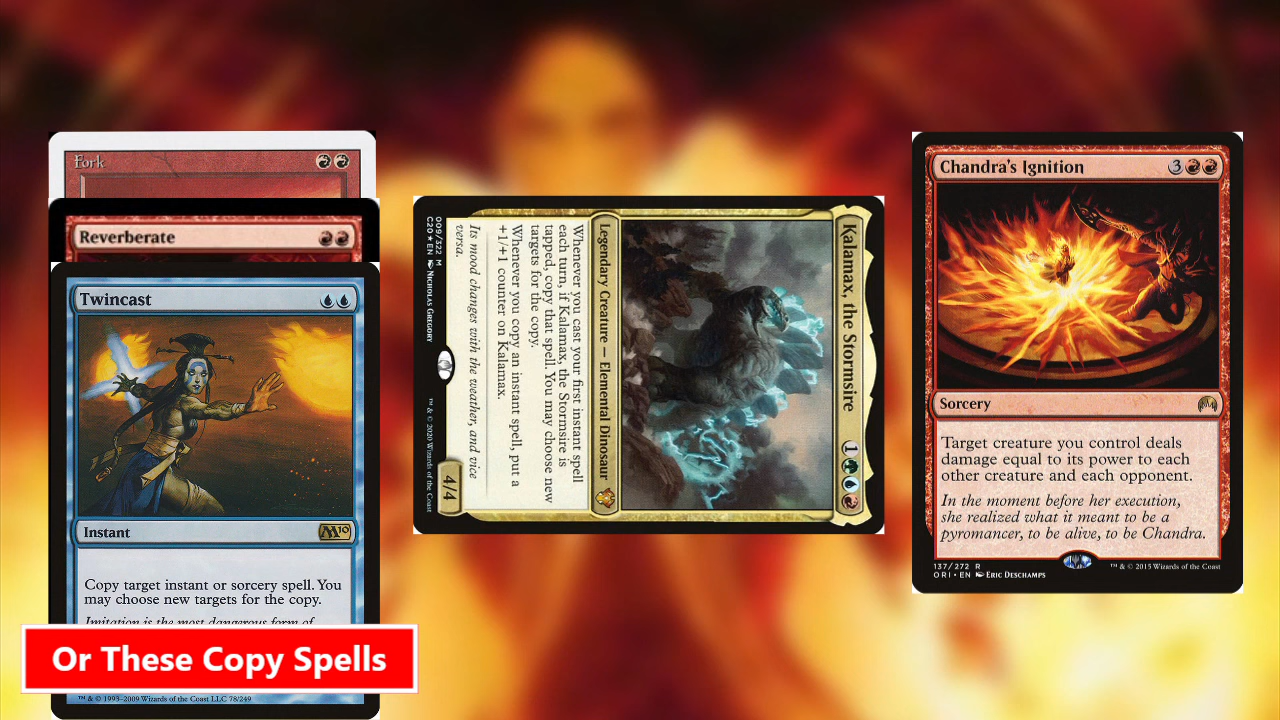 Fork
Reverberate
Twincast
Instant
M10
Copy target instant or sorcery spell. You
may choose new targets for the copy.
Imitation is the most dangerous form of
Or These Copy Spells
™ & © 1993–2009 Wizards of the Coast LLC 78/249
Kalamax, the Stormsire
1
Legendary Creature — Elemental Dinosaur
Whenever you cast your first instant spell
each turn, if Kalamax, the Stormsire is
tapped, copy that spell. You may choose new
targets for the copy.
Whenever you copy an instant spell, put a
+1/+1 counter on Kalamax.
Its mood changes with the weather, and vice
versa.
4/4
009/322 M
C20 ★ EN Nicholas Gregory
™ & © 2020 Wizards of the Coast
Chandra's Ignition
3
Sorcery
Target creature you control deals
damage equal to its power to each
other creature and each opponent.
In the moment before her execution,
she realized what it meant to be a
pyromancer, to be alive, to be Chandra.
137/272 R
ORI • EN Eric Deschamps
™ & © 2015 Wizards of the Coast